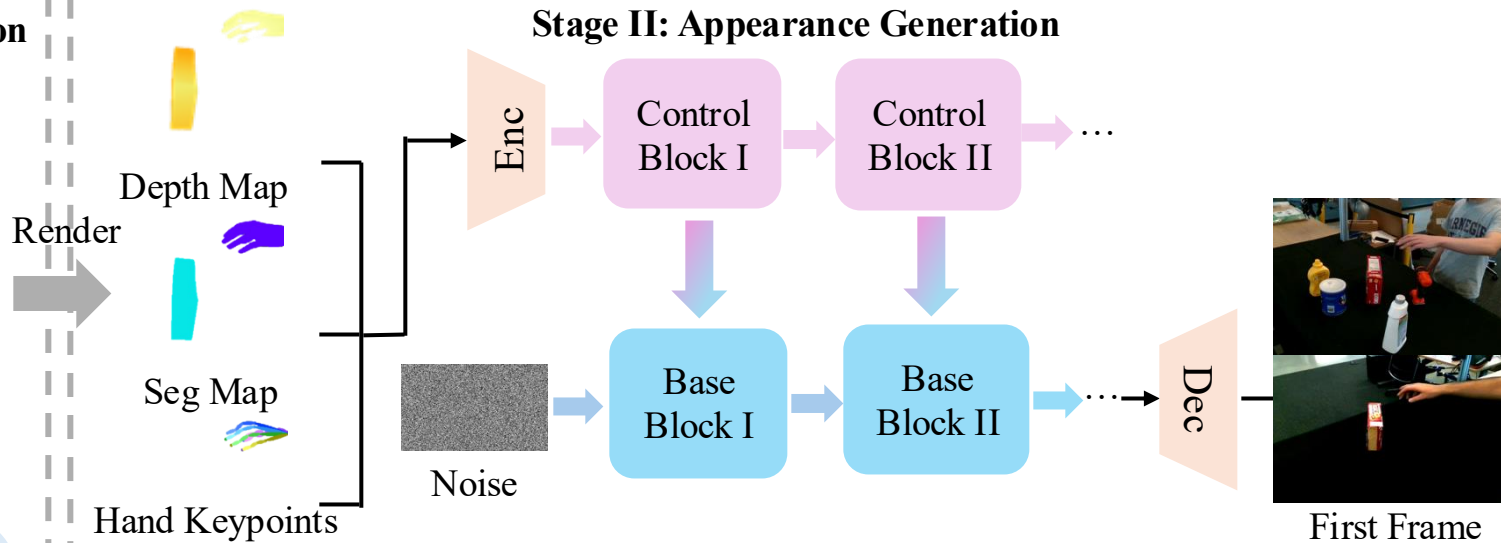 on
Stage II: Appearance Generation
Depth Map
Render
Seg Map
Hand Keypoints
Enc
Control
Block I
Control
Block II
...
Noise
Base
Block I
Base
Block II
...
Dec
First Frame